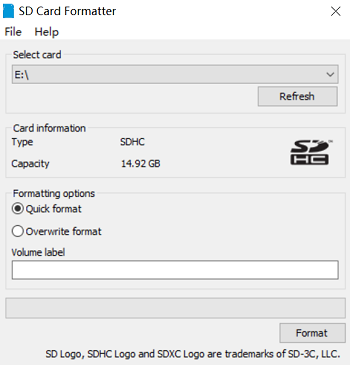 SD Card Formatter
File Help
Select card
E:\
Refresh
Card information
Type SDHC
SD
HC
Capacity 14.92 GB
Formatting options
Quick format
Overwrite format
Volume label
Format
SD Logo, SDHC Logo and SDXC Logo are trademarks of SD-3C, LLC.